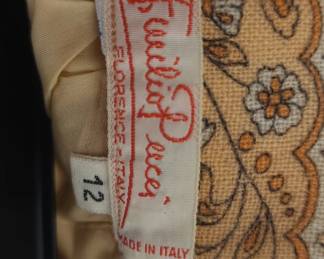 Emilio Pucci
FLORENCE - ITALY
MADE IN ITALY
12